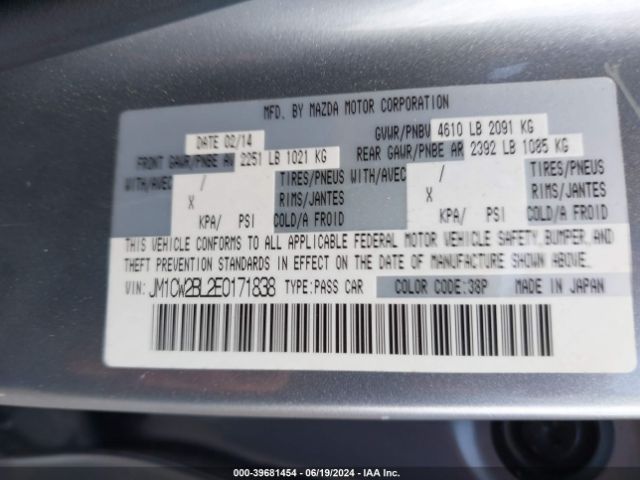 MFD. BY MAZDA MOTOR CORPORATION
DATE 02/14 GVWR/PNBV 4610 LB 2091 KG
FRONT GAWR/PNBE AV 2251 LB 1021 KG REAR GAWR/PNBE AR 2392 LB 1085 KG
WITH/AVEC / TIRES/PNEUS WITH/AVEC / TIRES/PNEUS
X RIMS/JANTES X RIMS/JANTES
KPA/ PSI COLD/A FROID KPA/ PSI COLD/A FROID
THIS VEHICLE CONFORMS TO ALL APPLICABLE FEDERAL MOTOR VEHICLE SAFETY,BUMPER,AND
THEFT PREVENTION STANDARDS IN EFFECT ON THE DATE OF MANUFACTURE SHOWN ABOVE.
VIN: JM1CW2BL2E0171838 TYPE:PASS CAR COLOR CODE:38P MADE IN JAPAN
000-39681454 - 06/19/2024 - IAA Inc.